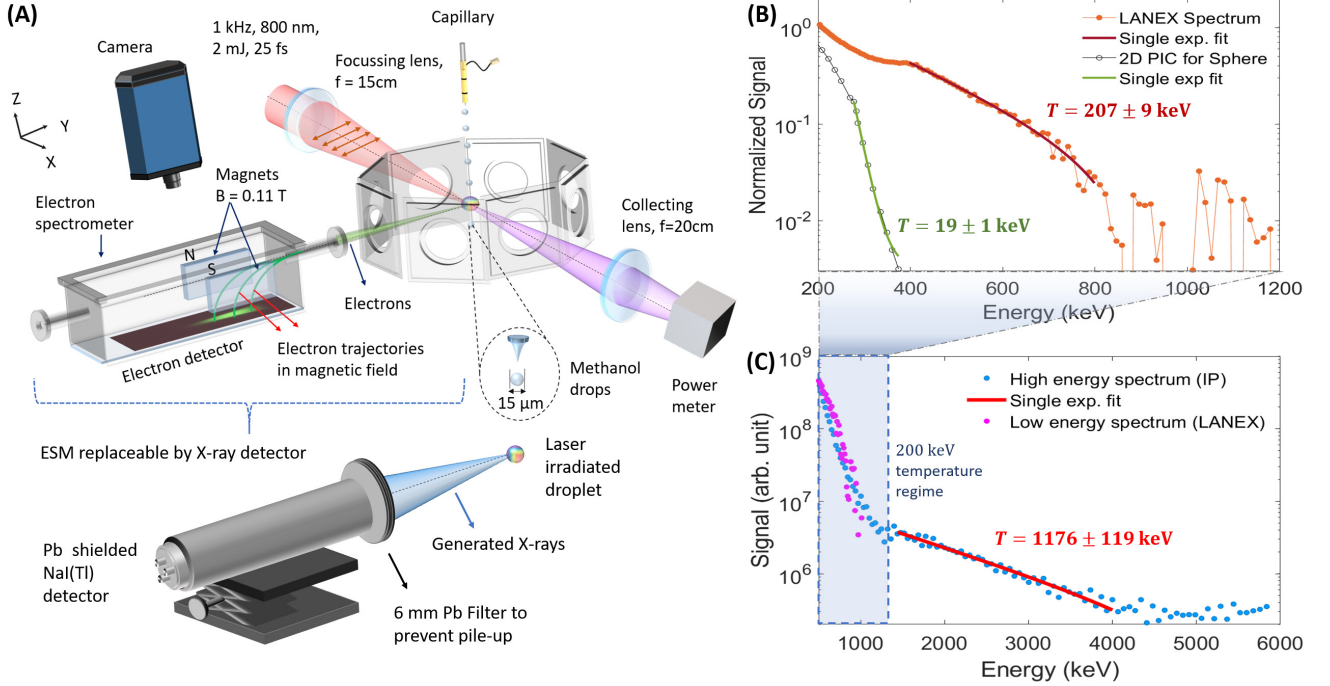 (A)
Camera
1 kHz, 800 nm,
2 mJ, 25 fs
Focussing lens,
f = 15cm
Capillary
Z
Y
X
Magnets
B = 0.11 T
Electron
spectrometer
N
S
Collecting
lens, f=20cm
Electrons
Electron detector
Electron trajectories
in magnetic field
Methanol
drops
15 μm
Power
meter
ESM replaceable by X-ray detector
Laser
irradiated
droplet
Generated X-rays
Pb shielded
NaI(Tl)
detector
6 mm Pb Filter to
prevent pile-up
(B)
LANEX Spectrum
Single exp. fit
2D PIC for Sphere
Single exp fit
T = 207 ± 9 keV
T = 19 ± 1 keV
Normalized Signal
10^0
10^-1
10^-2
200 400 600 800 1000 1200
Energy (keV)
(C)
High energy spectrum (IP)
Single exp. fit
Low energy spectrum (LANEX)
200 keV
temperature
regime
T = 1176 ± 119 keV
Signal (arb. unit)
10^9
10^8
10^7
10^6
1000 2000 3000 4000 5000 6000
Energy (keV)